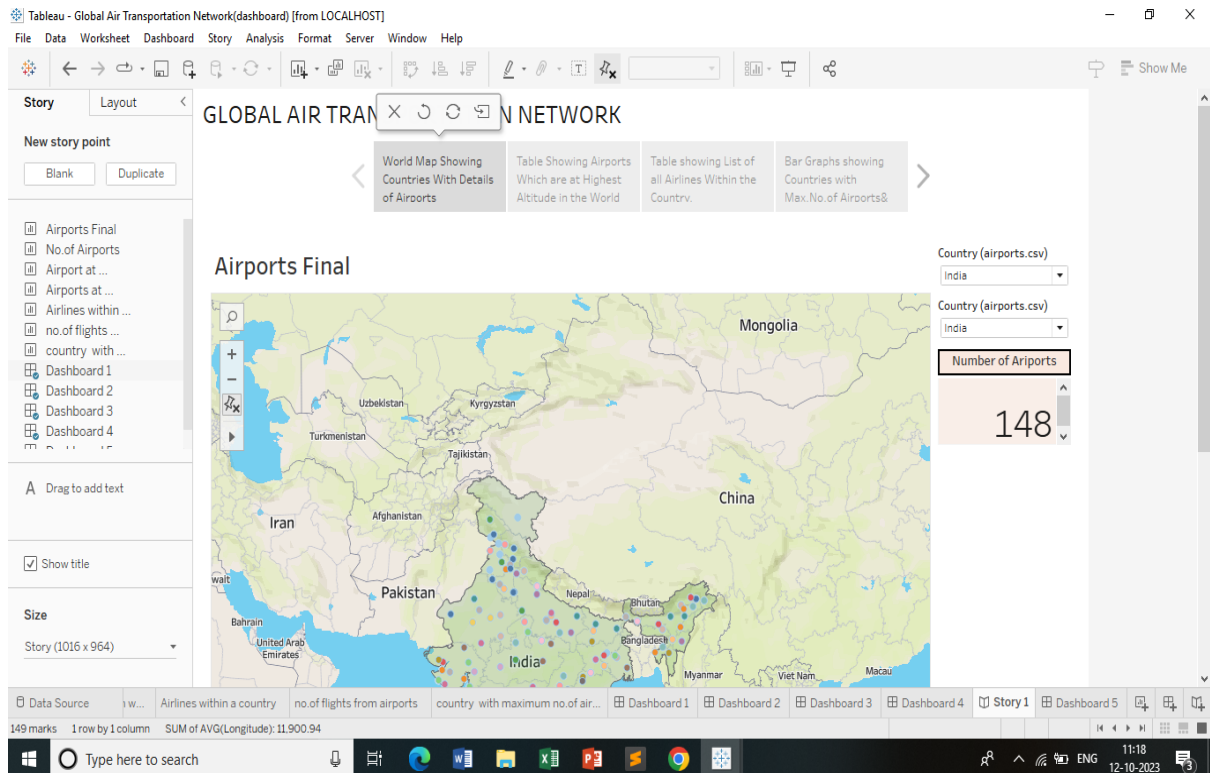 Tableau - Global Air Transportation Network(dashboard) [from LOCALHOST]
File Data Worksheet Dashboard Story Analysis Format Server Window Help
Show Me
Story Layout
New story point
Blank Duplicate
Airports Final
No.of Airports
Airport at ...
Airports at ...
Airlines within ...
no.of flights ...
country with ...
Dashboard 1
Dashboard 2
Dashboard 3
Dashboard 4
A Drag to add text
Show title
Size
Story (1016 x 964)
GLOBAL AIR TRAN N NETWORK
World Map Showing
Countries With Details
of Airports
Table Showing Airports
Which are at Highest
Altitude in the World
Table showing List of
all Airlines Within the
Country.
Bar Graphs showing
Countries with
Max.No.of Airports&
Airports Final
Country (airports.csv)
India
Country (airports.csv)
India
Number of Ariports
148
Mongolia
Uzbekistan
Kyrgyzstan
Turkmenistan
Tajikistan
China
Afghanistan
Iran
wait
Pakistan
Nepal
Bhutan
Bahrain
United Arab
Emirates
Bangladesh
India
Myanmar
Viet Nam
Macau
Data Source w... Airlines within a country no.of flights from airports country with maximum no.of air... Dashboard 1 Dashboard 2 Dashboard 3 Dashboard 4 Story 1 Dashboard 5
149 marks 1 row by 1 column SUM of AVG(Longitude): 11,900.94
Type here to search
ENG
11:18
12-10-2023
3